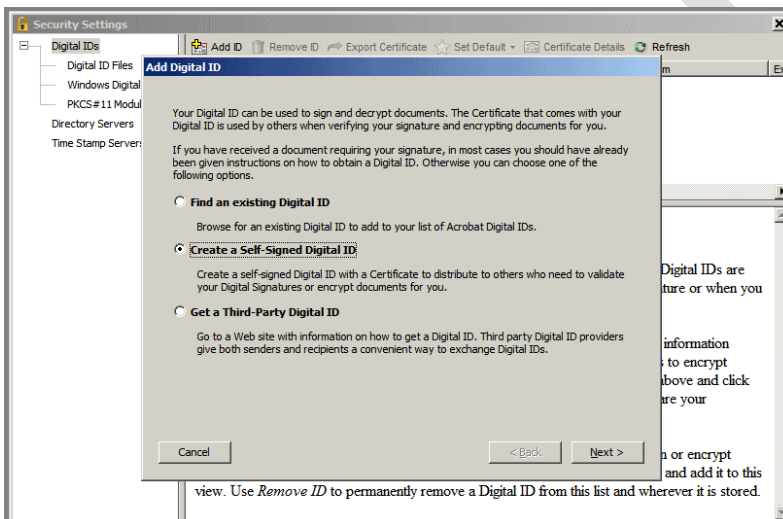 Security Settings
Digital IDs
Add ID Remove ID Export Certificate Set Default Certificate Details Refresh
Digital ID Files
Windows Digital
PKCS#11 Modul
Directory Servers
Time Stamp Server
Add Digital ID
Your Digital ID can be used to sign and decrypt documents. The Certificate that comes with your
Digital ID is used by others when verifying your signature and encrypting documents for you.
If you have received a document requiring your signature, in most cases you should have already
been given instructions on how to obtain a Digital ID. Otherwise you can choose one of the
following options.
Find an existing Digital ID
Browse for an existing Digital ID to add to your list of Acrobat Digital IDs.
Create a Self-Signed Digital ID
Create a self-signed Digital ID with a Certificate to distribute to others who need to validate
your Digital Signatures or encrypt documents for you.
Get a Third-Party Digital ID
Go to a Web site with information on how to get a Digital ID. Third party Digital ID providers
give both senders and recipients a convenient way to exchange Digital IDs.
Cancel
< Back
Next >
Digital IDs are
ture or when you
information
to encrypt
above and click
are your
or encrypt
and add it to this
view. Use Remove ID to permanently remove a Digital ID from this list and wherever it is stored.